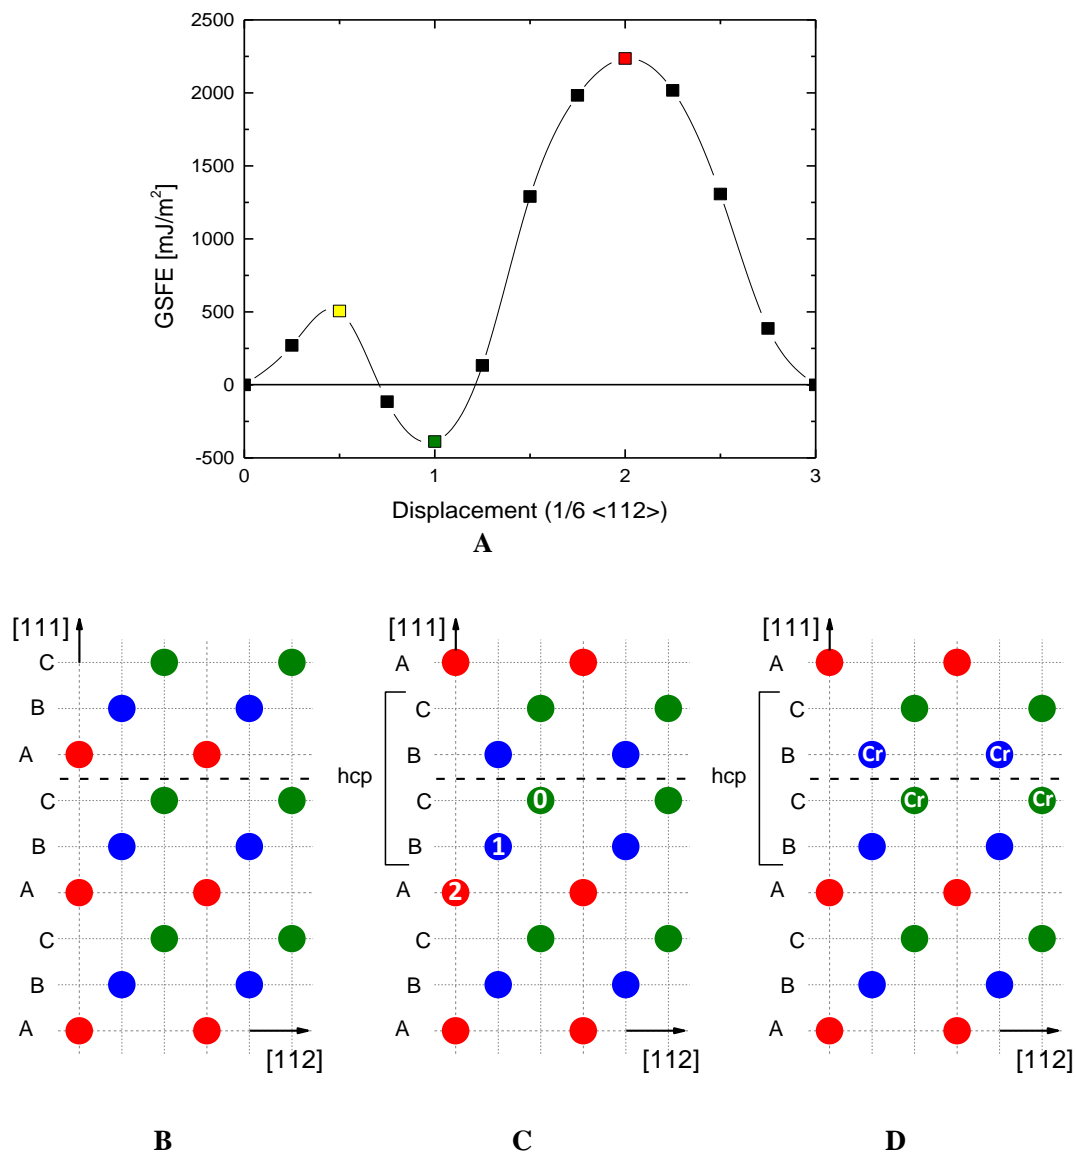 2500
2000
1500
1000
500
0
-500
GSFE [mJ/m²]
0 1 2 3
Displacement (1/6 <112>)
A
[111]
C
B
A
C
B
A
C
B
A
[112]
B
[111]
A
C
B
hcp
C 0
B 1
A 2
C
B
A
[112]
C
[111]
A
C
B Cr Cr
hcp
C Cr Cr
B
A
C
B
A
[112]
D